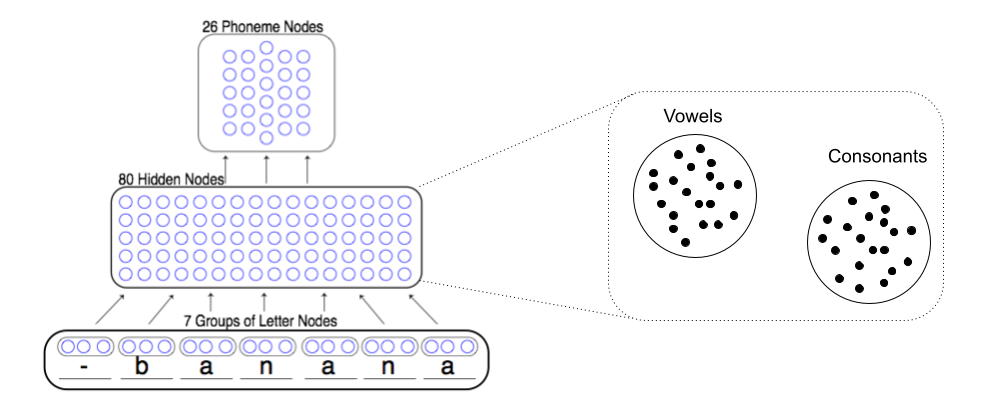 26 Phoneme Nodes
80 Hidden Nodes
7 Groups of Letter Nodes
- b a n a n a
Vowels
Consonants